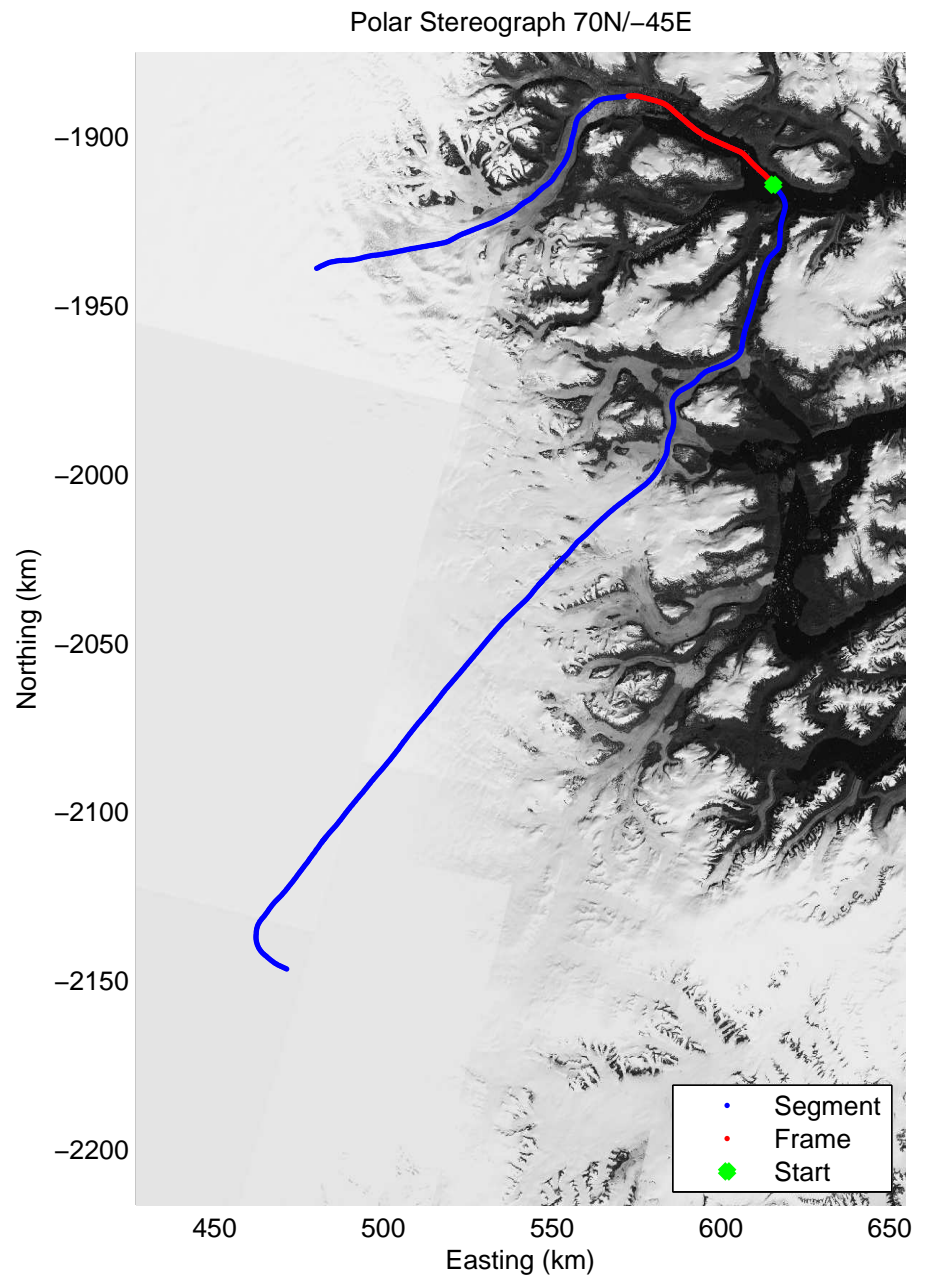 Polar Stereograph 70N/−45E
−1900
−1950
−2000
−2050
−2100
−2150
−2200
Northing (km)
450 500 550 600 650
Easting (km)
Segment
Frame
Start